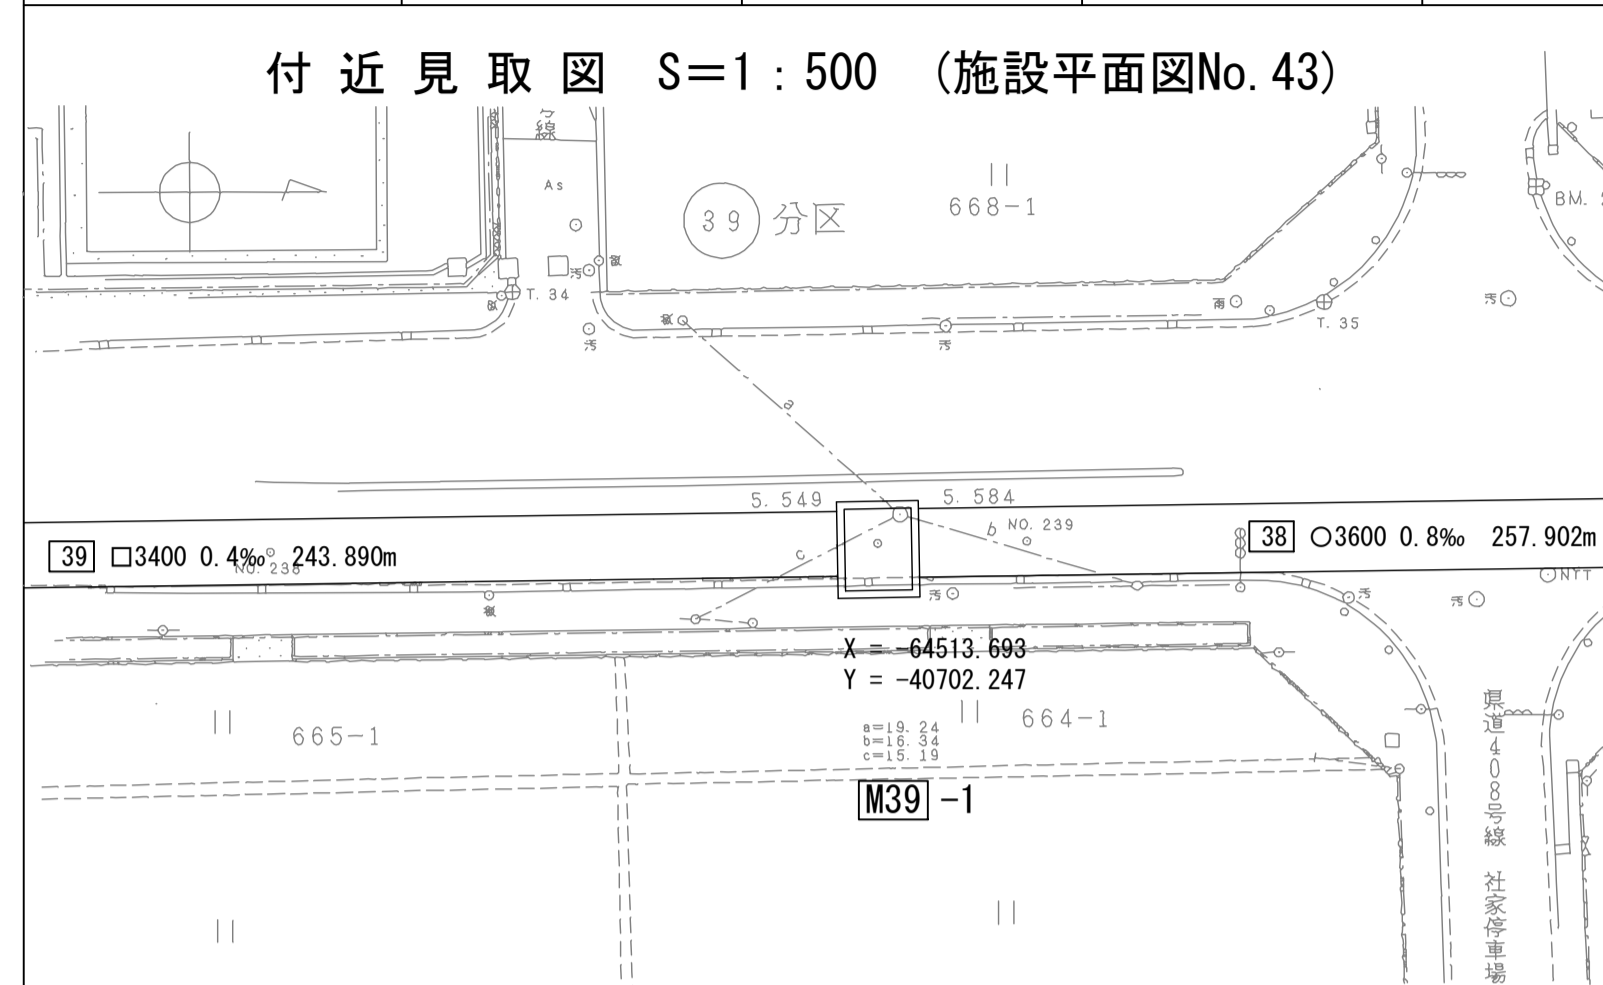 付近見取図 S=1:500 (施設平面図No.43)
号線
As
39 分区
668-1
BM.
T.34
汚
汚
汚
雨
T.35
汚
a
5.549
5.584
b
NO.239
c
39 □3400 0.4‰ 243.890m
NO.238
38 ○3600 0.8‰ 257.902m
NYT
汚
汚
汚
X = -64513.693
Y = -40702.247
665-1
664-1
a=19.24
b=16.34
c=15.19
M39 -1
県道408号線 社家停車場